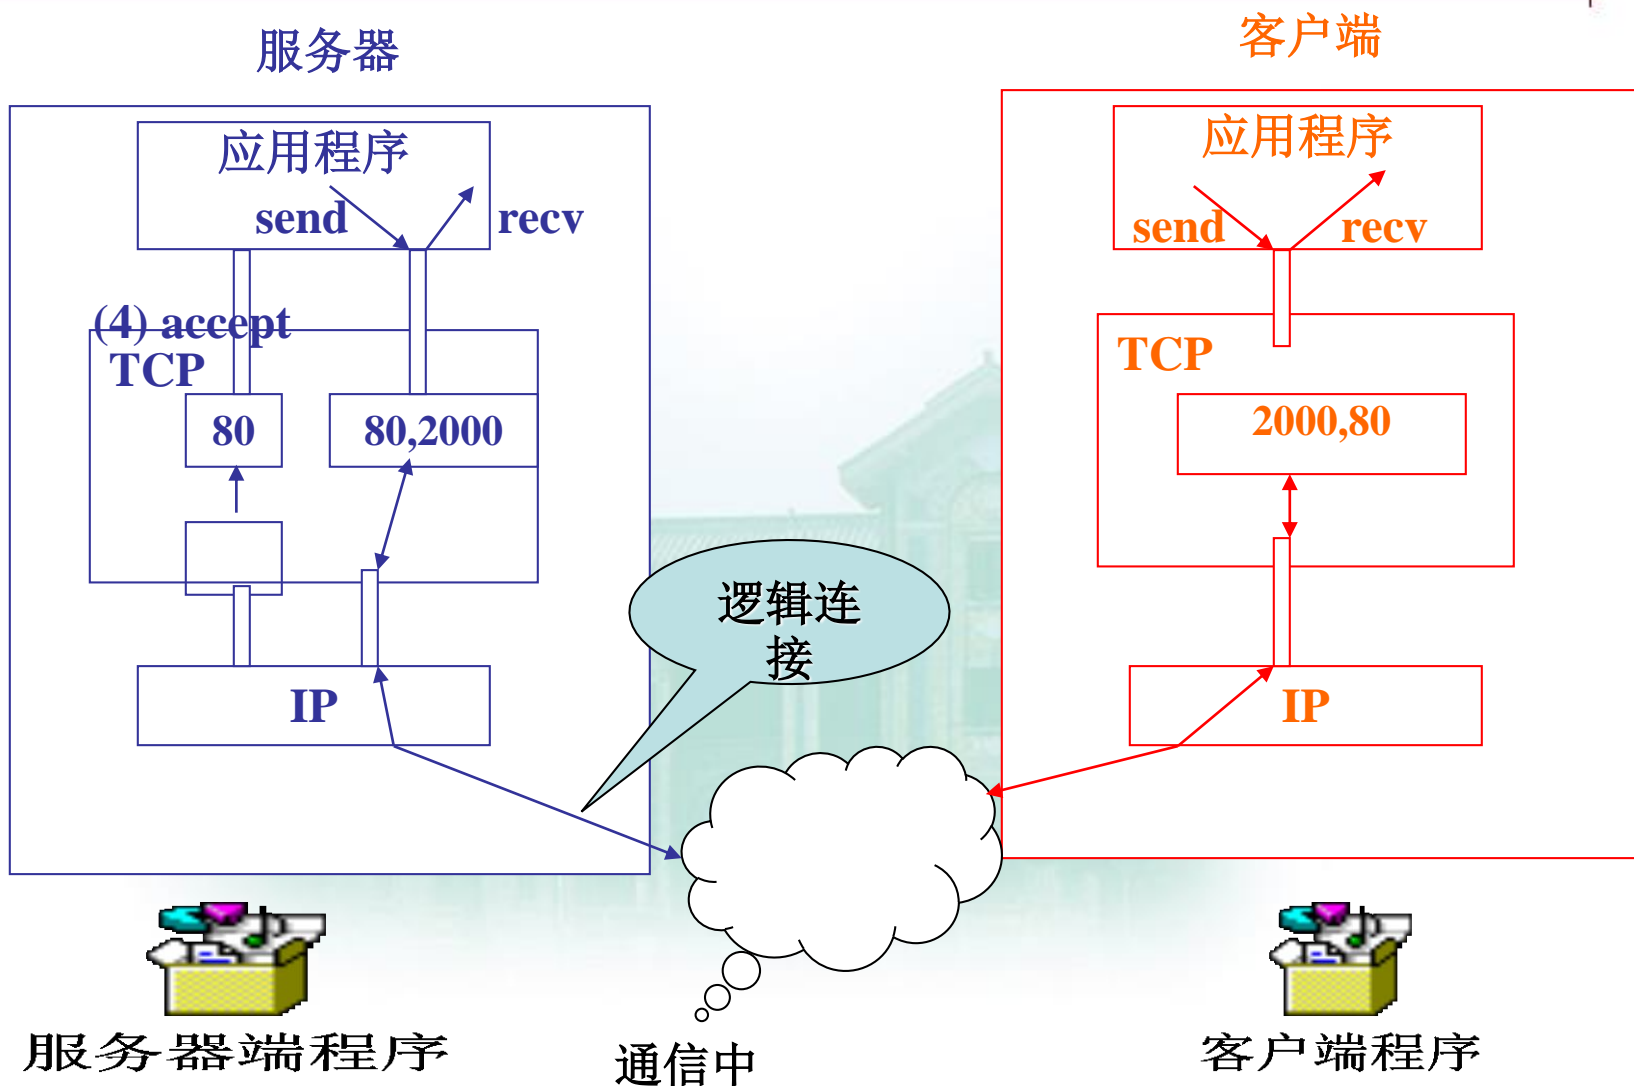 服务器
客户端
应用程序
send
recv
(4) accept
TCP
80
80,2000
IP
应用程序
send
recv
TCP
2000,80
IP
逻辑连
接
服务器端程序
通信中
客户端程序